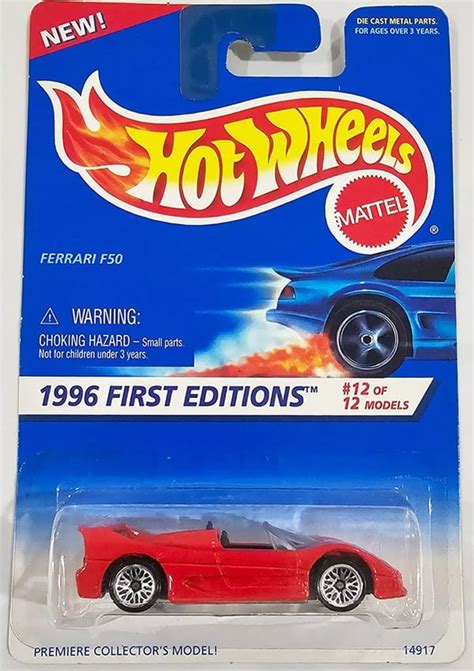 NEW!
DIE CAST METAL PARTS.
FOR AGES OVER 3 YEARS.
HOT WHEELS
MATTEL
®
FERRARI F50
⚠ WARNING:
CHOKING HAZARD - Small parts.
Not for children under 3 years.
1996 FIRST EDITIONS™
#12 OF
12 MODELS
PREMIERE COLLECTOR'S MODEL!
14917